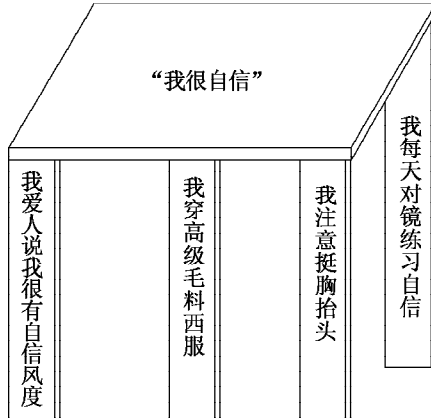 “我很自信”
我爱人说我很有自信风度
我穿高级毛料西服
我注意挺胸抬头
我每天对镜练习自信